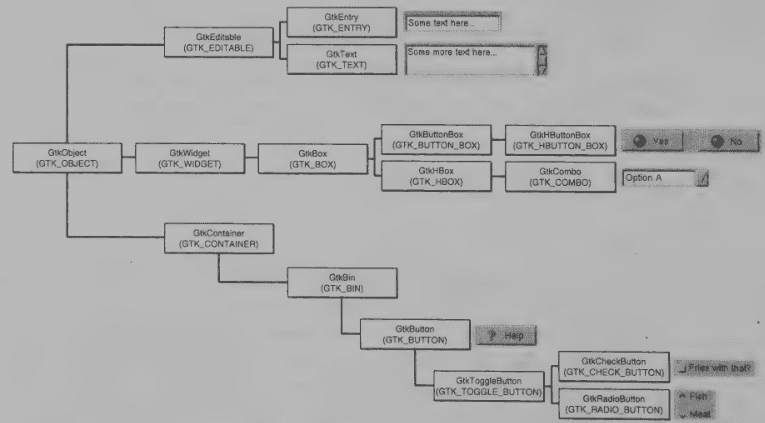 GtkEditable
(GTK_EDITABLE)
GtkEntry
(GTK_ENTRY)
Some text here...
GtkText
(GTK_TEXT)
Some more text here...
GtkObject
(GTK_OBJECT)
GtkWidget
(GTK_WIDGET)
GtkBox
(GTK_BOX)
GtkButtonBox
(GTK_BUTTON_BOX)
GtkHButtonBox
(GTK_HBUTTON_BOX)
Yes
No
GtkHBox
(GTK_HBOX)
GtkCombo
(GTK_COMBO)
Option A
GtkContainer
(GTK_CONTAINER)
GtkBin
(GTK_BIN)
GtkButton
(GTK_BUTTON)
? Help
GtkToggleButton
(GTK_TOGGLE_BUTTON)
GtkCheckButton
(GTK_CHECK_BUTTON)
Fries with that?
GtkRadioButton
(GTK_RADIO_BUTTON)
Fish
Meat